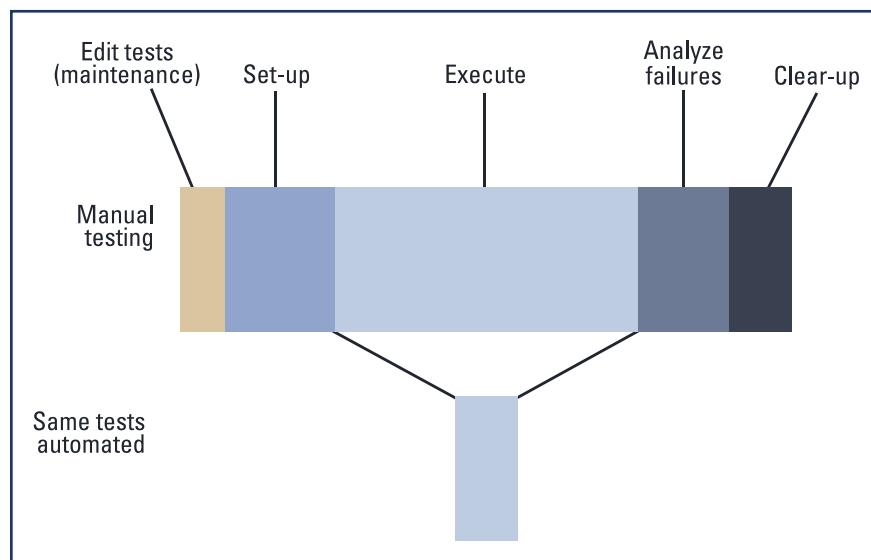 Edit tests
(maintenance)
Set-up
Execute
Analyze
failures
Clear-up
Manual
testing
Same tests
automated